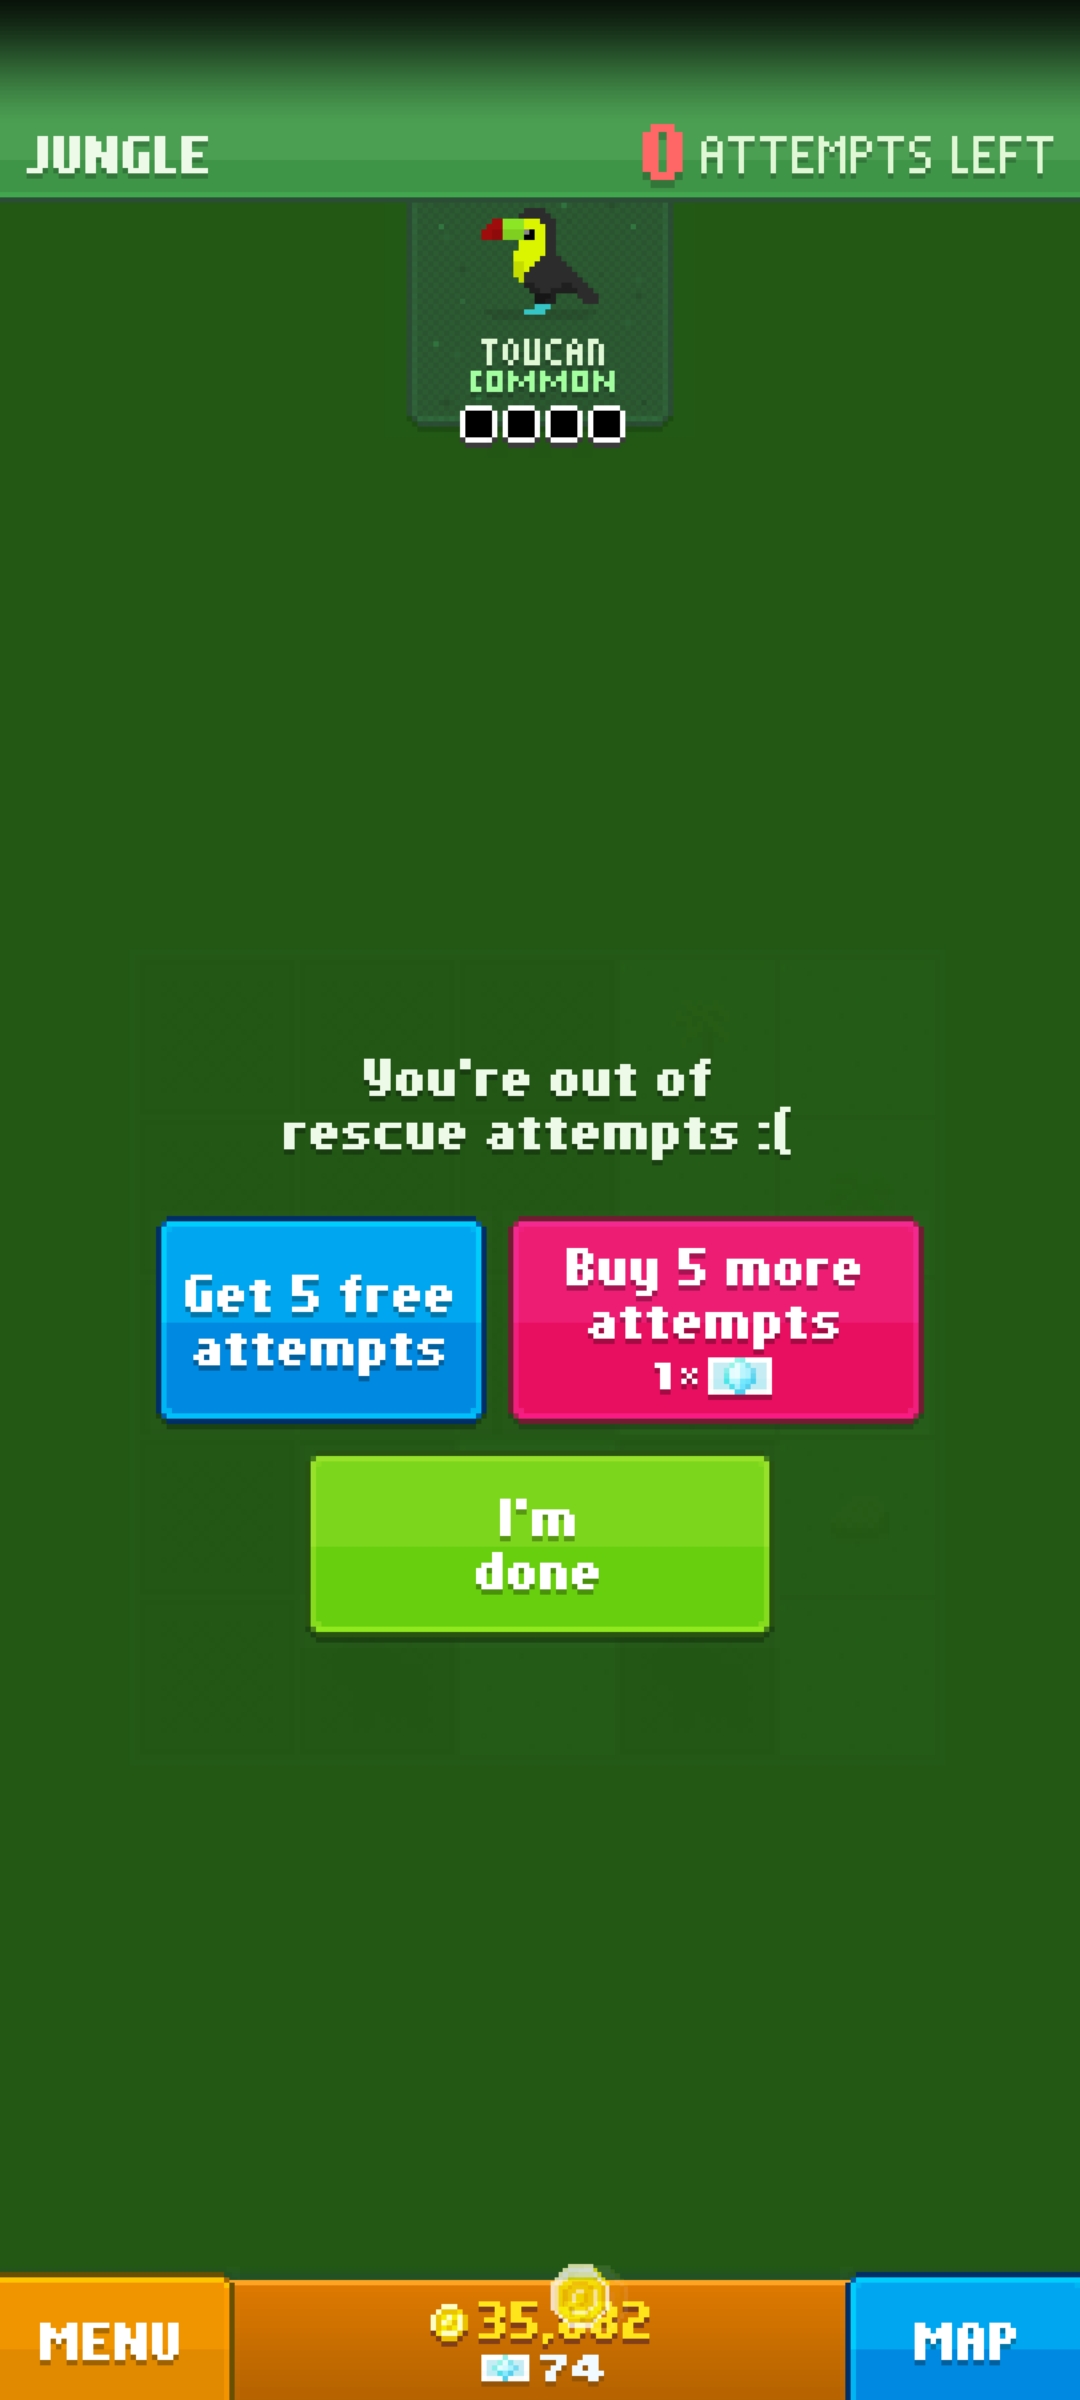 JUNGLE
0 ATTEMPTS LEFT
TOUCAN
COMMON
You're out of
rescue attempts :(
Get 5 free
attempts
Buy 5 more
attempts
1×
I'm
done
MENU
74
MAP